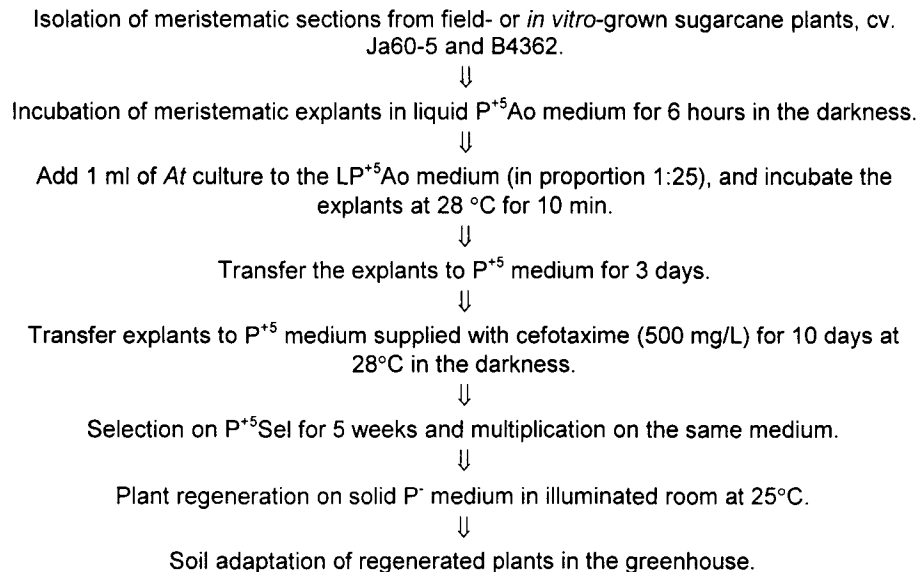 Isolation of meristematic sections from field- or in vitro-grown sugarcane plants, cv.
Ja60-5 and B4362.
⇓
Incubation of meristematic explants in liquid P⁺⁵Ao medium for 6 hours in the darkness.
⇓
Add 1 ml of At culture to the LP⁺⁵Ao medium (in proportion 1:25), and incubate the
explants at 28 °C for 10 min.
⇓
Transfer the explants to P⁺⁵ medium for 3 days.
⇓
Transfer explants to P⁺⁵ medium supplied with cefotaxime (500 mg/L) for 10 days at
28°C in the darkness.
⇓
Selection on P⁺⁵Sel for 5 weeks and multiplication on the same medium.
⇓
Plant regeneration on solid P⁻ medium in illuminated room at 25°C.
⇓
Soil adaptation of regenerated plants in the greenhouse.